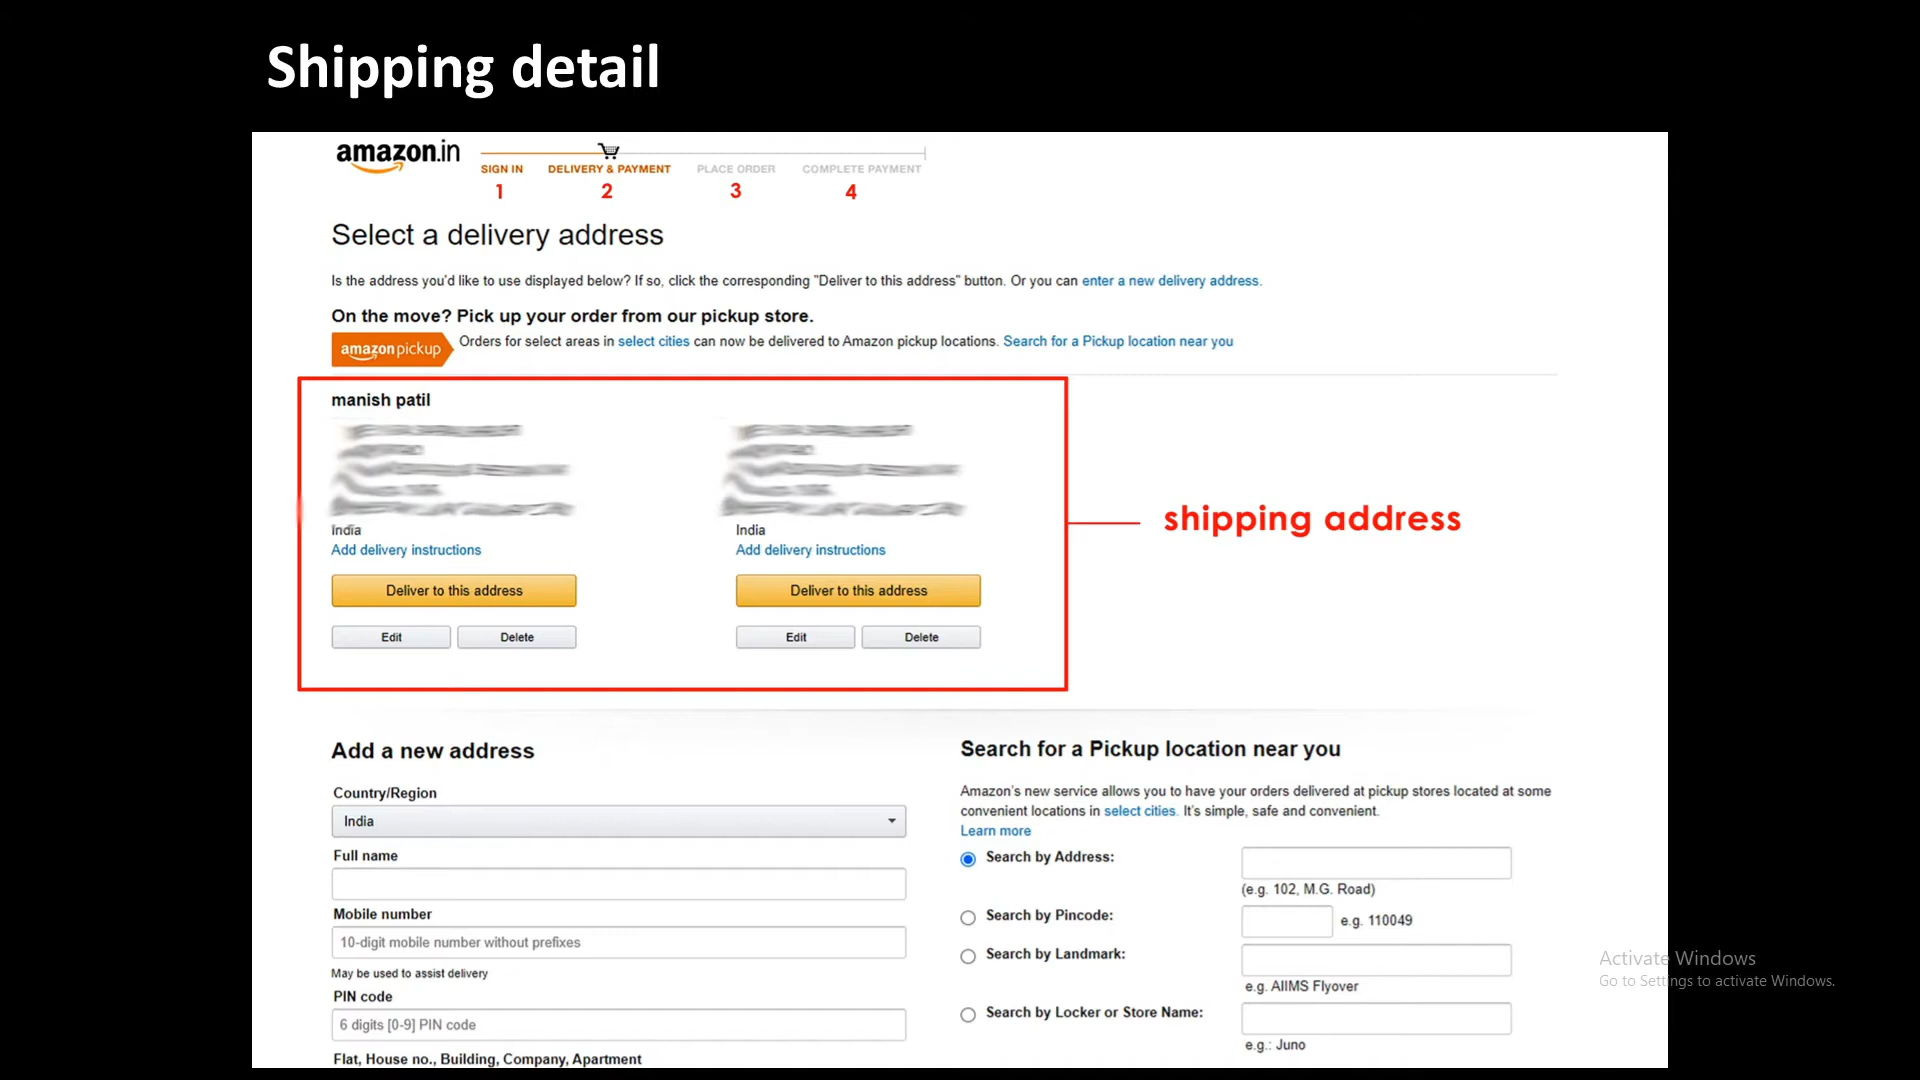 Shipping detail
amazon.in
SIGN IN DELIVERY & PAYMENT PLACE ORDER COMPLETE PAYMENT
1 2 3 4
Select a delivery address
Is the address you'd like to use displayed below? If so, click the corresponding "Deliver to this address" button. Or you can enter a new delivery address.
On the move? Pick up your order from our pickup store.
amazonpickup Orders for select areas in select cities can now be delivered to Amazon pickup locations. Search for a Pickup location near you
manish patil
India India
Add delivery instructions Add delivery instructions
Deliver to this address Deliver to this address
Edit Delete Edit Delete
shipping address
Add a new address
Country/Region
India
Full name
Mobile number
10-digit mobile number without prefixes
May be used to assist delivery
PIN code
6 digits [0-9] PIN code
Flat, House no., Building, Company, Apartment
Search for a Pickup location near you
Amazon's new service allows you to have your orders delivered at pickup stores located at some
convenient locations in select cities. It's simple, safe and convenient.
Learn more
Search by Address:
(e.g. 102, M.G. Road)
Search by Pincode: e.g. 110049
Search by Landmark:
e.g. AIIMS Flyover
Search by Locker or Store Name:
e.g.: Juno
Activate Windows
Go to Settings to activate Windows.